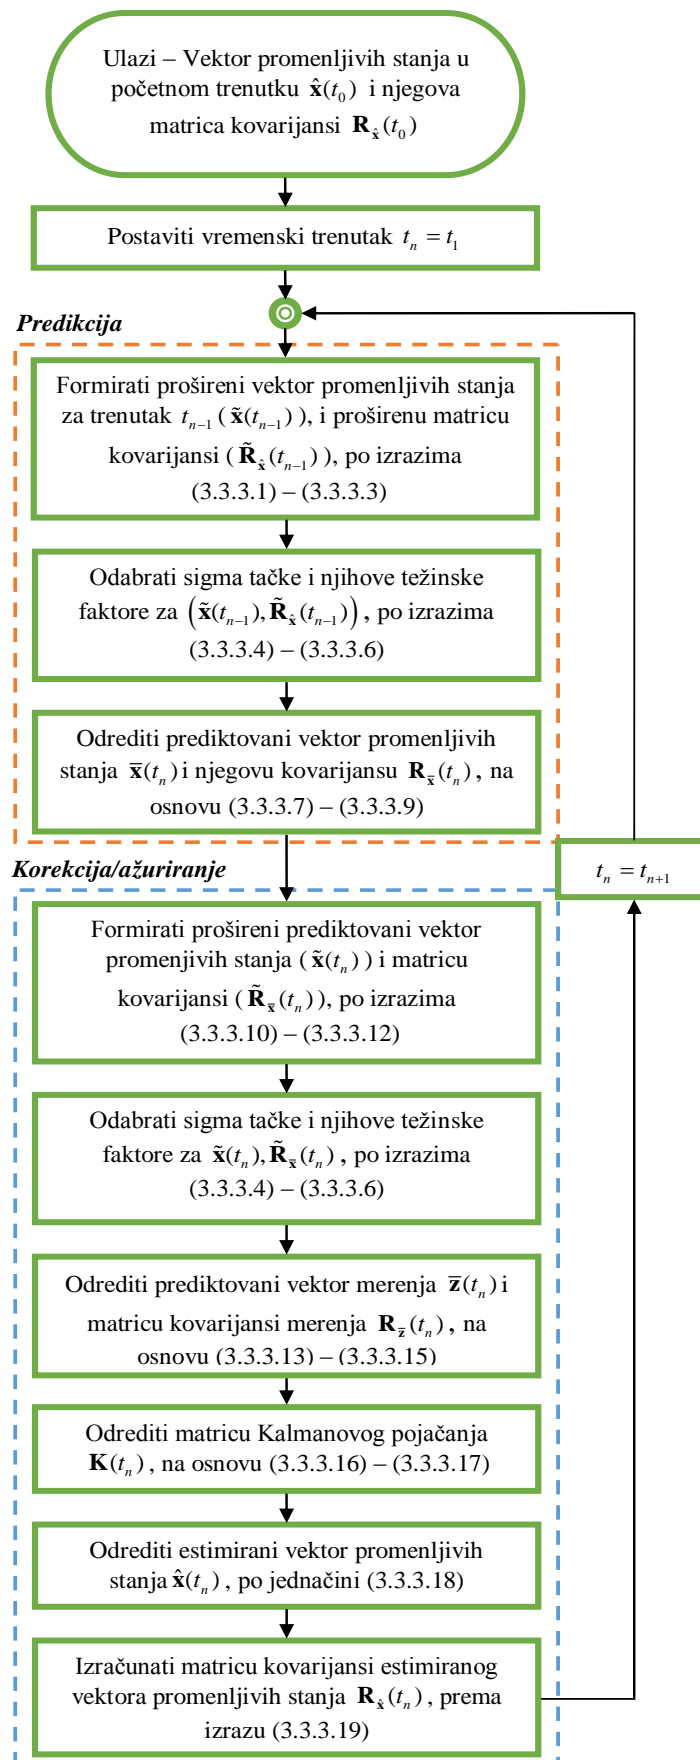 Ulazi – Vektor promenljivih stanja u
početnom trenutku x̂(t₀) i njegova
matrica kovarijansi R_x̂(t₀)
Postaviti vremenski trenutak tₙ = t₁
Predikcija
Formirati prošireni vektor promenljivih stanja
za trenutak tₙ₋₁ (x̃(tₙ₋₁)), i proširenu matricu
kovarijansi (R̃_x̂(tₙ₋₁)), po izrazima
(3.3.3.1) – (3.3.3.3)
Odabrati sigma tačke i njihove težinske
faktore za (x̃(tₙ₋₁), R̃_x̂(tₙ₋₁)), po izrazima
(3.3.3.4) – (3.3.3.6)
Odrediti prediktovani vektor promenljivih
stanja x̄(tₙ) i njegovu kovarijansu R_x̄(tₙ), na
osnovu (3.3.3.7) – (3.3.3.9)
Korekcija/ažuriranje
tₙ = tₙ₊₁
Formirati prošireni prediktovani vektor
promenjivih stanja (x̃(tₙ)) i matricu
kovarijansi (R̃_x̄(tₙ)), po izrazima
(3.3.3.10) – (3.3.3.12)
Odabrati sigma tačke i njihove težinske
faktore za x̃(tₙ), R̃_x̄(tₙ), po izrazima
(3.3.3.4) – (3.3.3.6)
Odrediti prediktovani vektor merenja z̄(tₙ) i
matricu kovarijansi merenja R_z̄(tₙ), na
osnovu (3.3.3.13) – (3.3.3.15)
Odrediti matricu Kalmanovog pojačanja
K(tₙ), na osnovu (3.3.3.16) – (3.3.3.17)
Odrediti estimirani vektor promenljivih
stanja x̂(tₙ), po jednačini (3.3.3.18)
Izračunati matricu kovarijansi estimiranog
vektora promenljivih stanja R_x̂(tₙ), prema
izrazu (3.3.3.19)